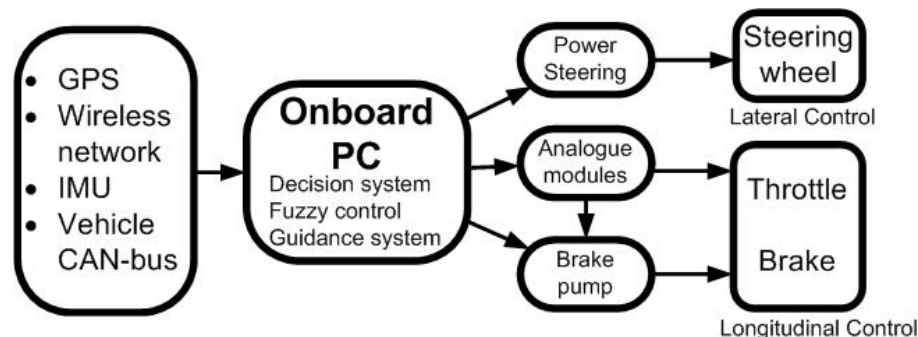 • GPS
• Wireless
network
• IMU
• Vehicle
CAN-bus
Onboard
PC
Decision system
Fuzzy control
Guidance system
Power
Steering
Analogue
modules
Brake
pump
Steering
wheel
Lateral Control
Throttle
Brake
Longitudinal Control